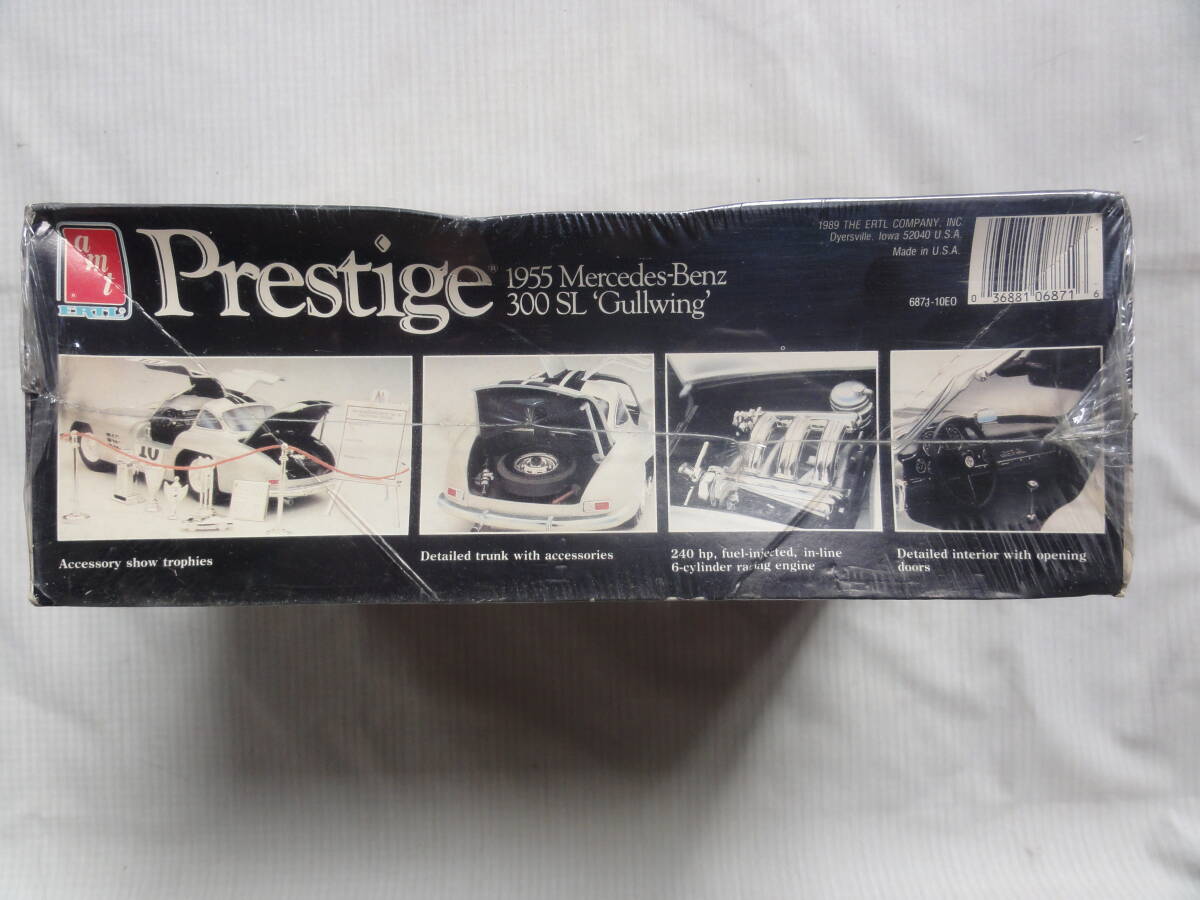 amt
ERTL®
Prestige®
1955 Mercedes-Benz
300 SL ‘Gullwing’
1989 THE ERTL COMPANY, INC.
Dyersville, Iowa 52040 U.S.A.
Made in U.S.A.
6871-10EO
0 36881 06871 6
10
Accessory show trophies
Detailed trunk with accessories
240 hp, fuel-injected, in-line
6-cylinder racing engine
Detailed interior with opening
doors